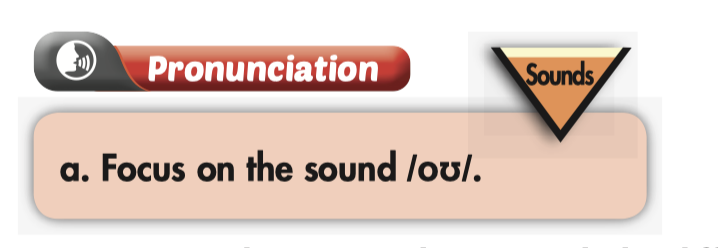 Pronunciation
Sounds
a. Focus on the sound /oʊ/.